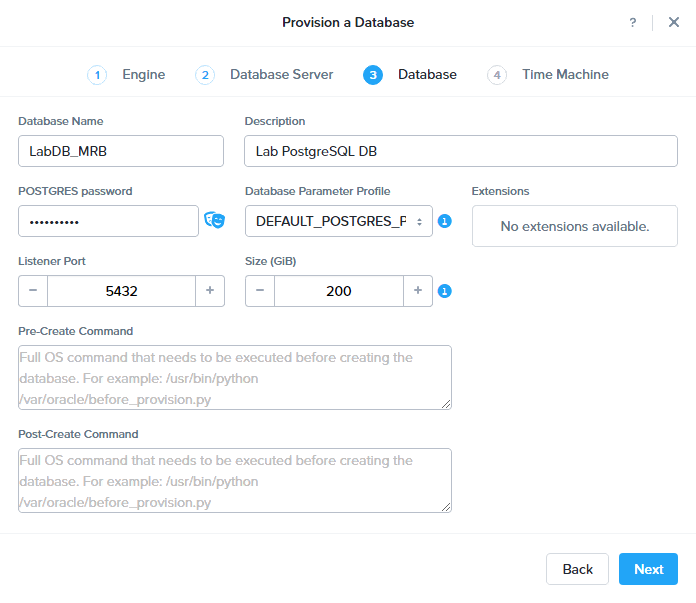 Provision a Database
?
1 Engine 2 Database Server 3 Database 4 Time Machine
Database Name Description
LabDB_MRB Lab PostgreSQL DB
POSTGRES password Database Parameter Profile Extensions
•••••••••• DEFAULT_POSTGRES_P 1 No extensions available.
Listener Port Size (GiB)
− 5432 + − 200 + 1
Pre-Create Command
Full OS command that needs to be executed before creating the
database. For example: /usr/bin/python
/var/oracle/before_provision.py
Post-Create Command
Full OS command that needs to be executed before creating the
database. For example: /usr/bin/python
/var/oracle/before_provision.py
Back Next